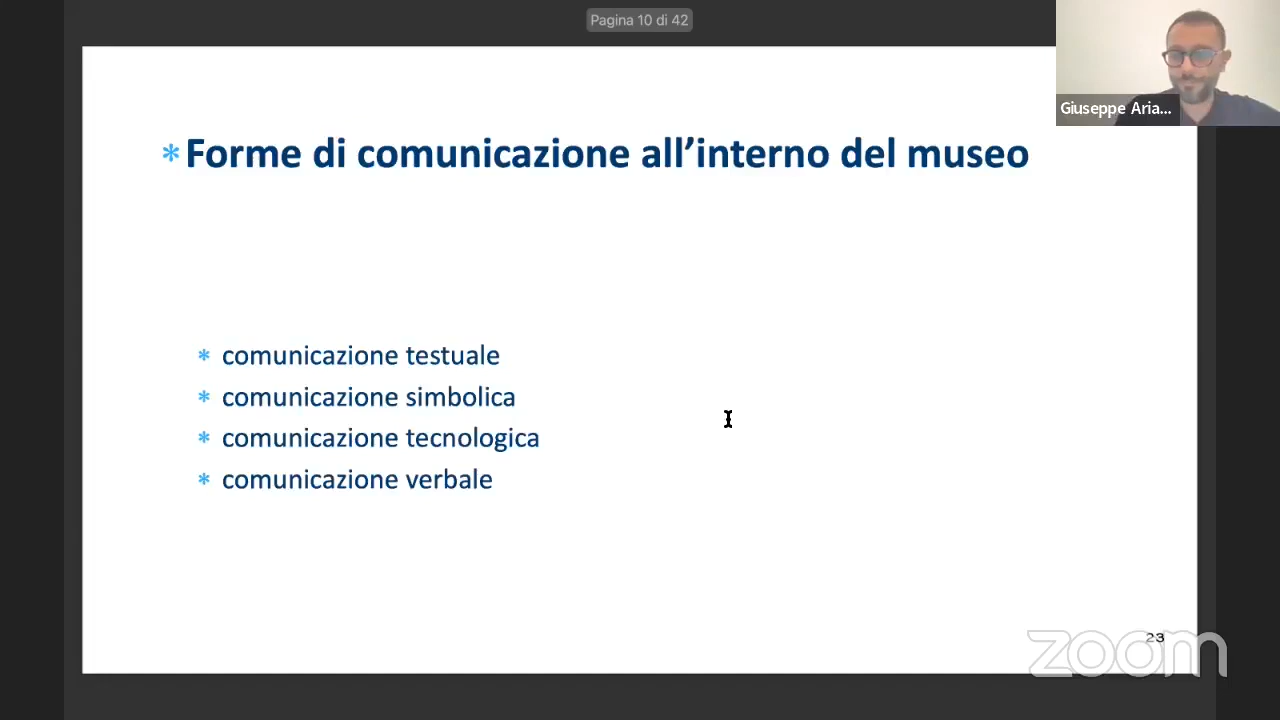 Pagina 10 di 42
Giuseppe Aria...
* Forme di comunicazione all’interno del museo
* comunicazione testuale
* comunicazione simbolica
* comunicazione tecnologica
* comunicazione verbale
23
zoom